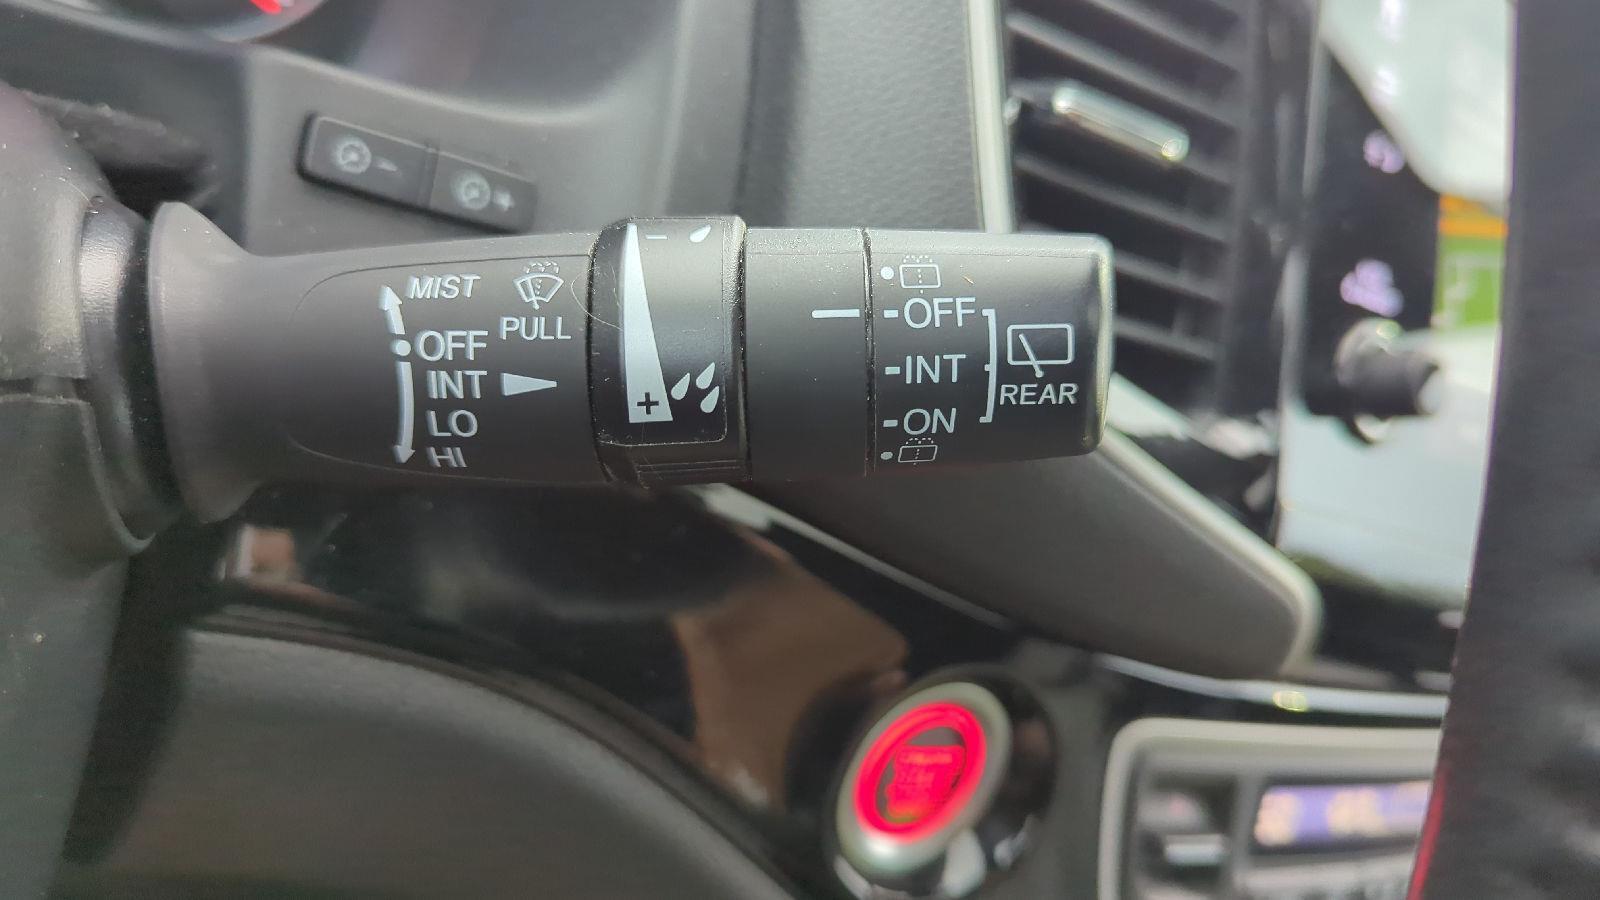 MIST
PULL
OFF
INT
LO
HI
-
+
-OFF
-INT
-ON
REAR